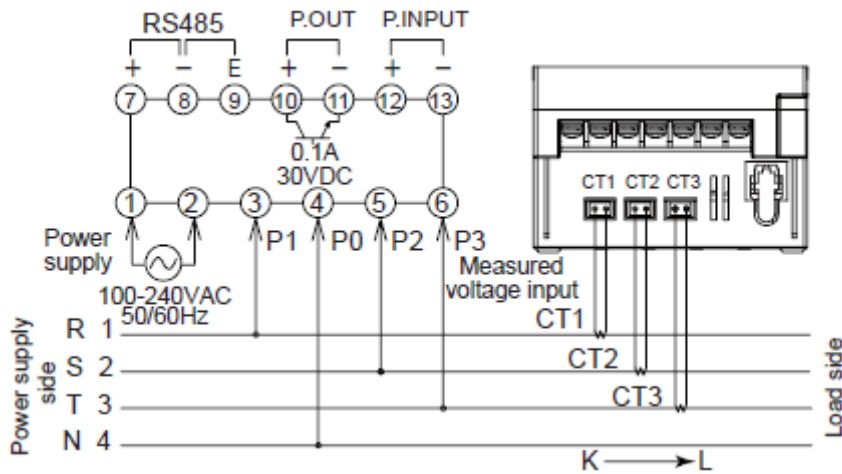 RS485 P.OUT P.INPUT
+ − E + − + −
7 8 9 10 11 12 13
0.1A
30VDC
CT1 CT2 CT3
1 2 3 4 5 6
Power
supply
P1 P0 P2 P3
Measured
voltage input
100-240VAC
50/60Hz
CT1
R 1
CT2
S 2
CT3
T 3
N 4
Power supply
side
Load side
K L